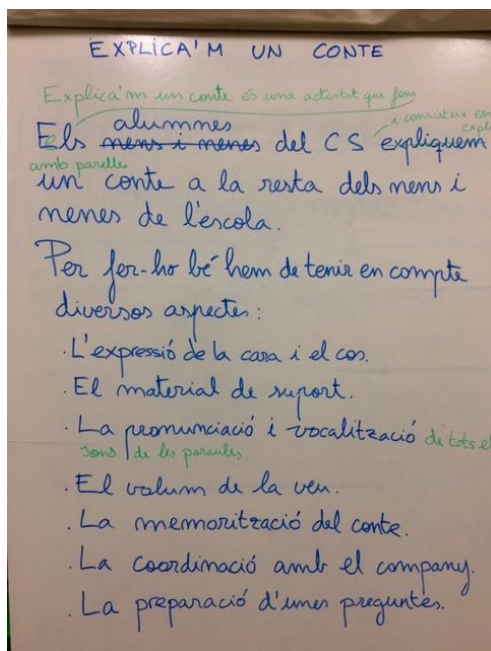 EXPLICA'M UN CONTE
Explica'm un conte és una activitat que fem
Els nens i nenes alumnes del CS i consisteix en expliquem
amb parelles
un conte a la resta dels nens i
nenes de l'escola.
Per fer-ho bé hem de tenir en compte
diversos aspectes:
. L'expressió de la cara i el cos.
. El material de suport.
. La pronunciació i vocalització de tots el
sons de les paraules.
. El volum de la veu.
. La memorització del conte.
. La coordinació amb el company.
. La preparació d'unes preguntes.